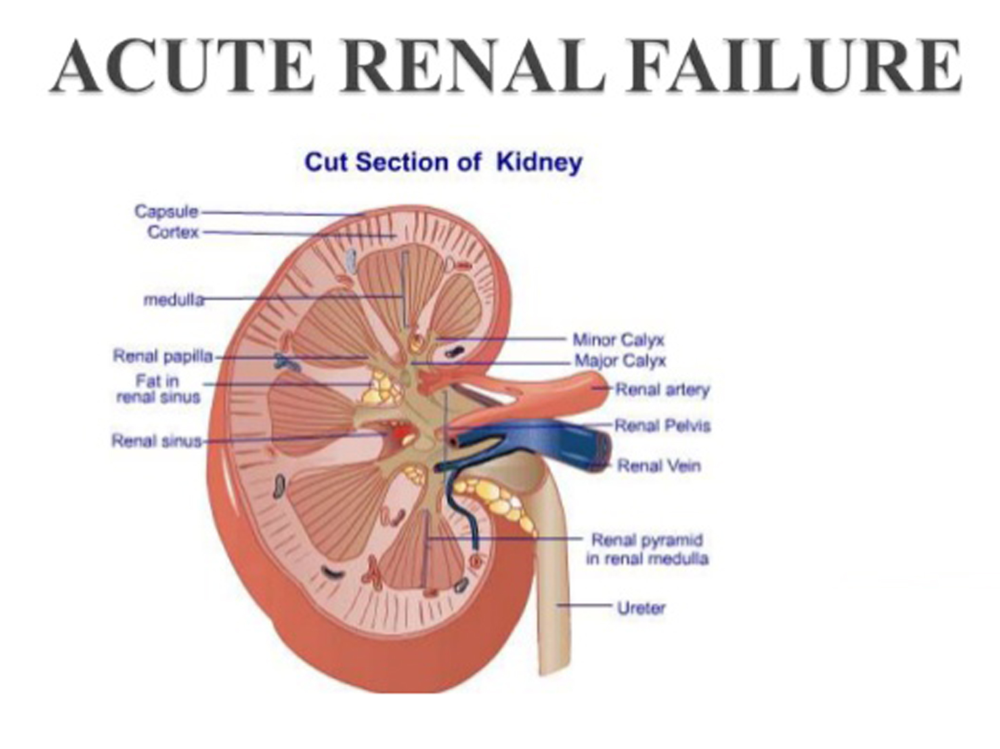 ACUTE RENAL FAILURE
Cut Section of Kidney
Capsule
Cortex
medulla
Renal papilla
Fat in
renal sinus
Renal sinus
Minor Calyx
Major Calyx
Renal artery
Renal Pelvis
Renal Vein
Renal pyramid
in renal medulla
Ureter